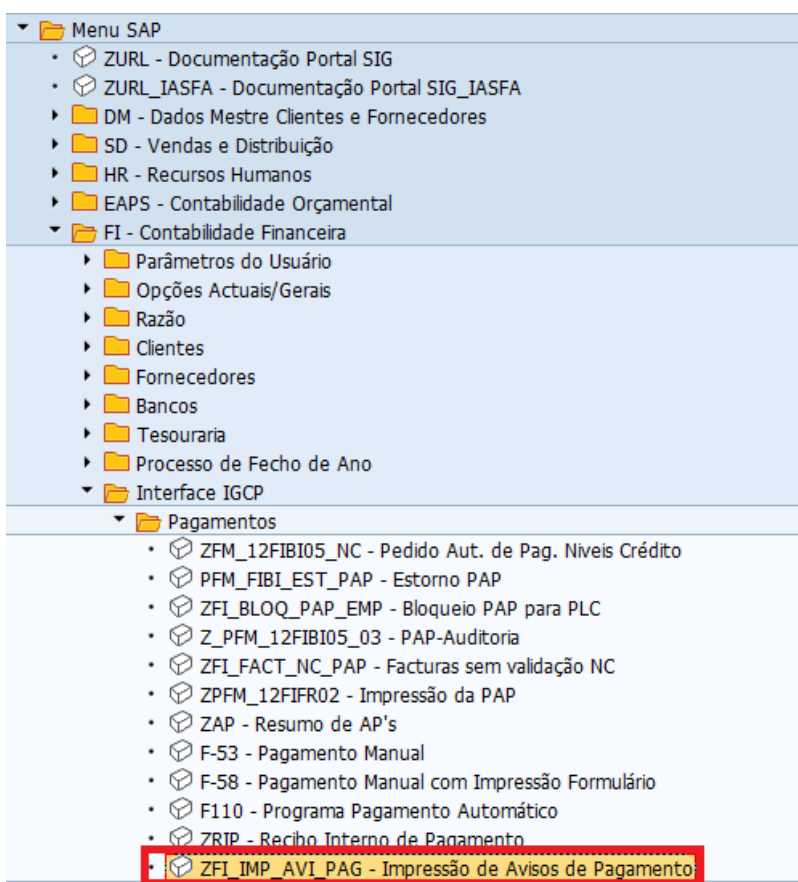 Menu SAP
ZURL - Documentação Portal SIG
ZURL_IASFA - Documentação Portal SIG_IASFA
DM - Dados Mestre Clientes e Fornecedores
SD - Vendas e Distribuição
HR - Recursos Humanos
EAPS - Contabilidade Orçamental
FI - Contabilidade Financeira
Parâmetros do Usuário
Opções Actuais/Gerais
Razão
Clientes
Fornecedores
Bancos
Tesouraria
Processo de Fecho de Ano
Interface IGCP
Pagamentos
ZFM_12FIBI05_NC - Pedido Aut. de Pag. Niveis Crédito
PFM_FIBI_EST_PAP - Estorno PAP
ZFI_BLOQ_PAP_EMP - Bloqueio PAP para PLC
Z_PFM_12FIBI05_03 - PAP-Auditoria
ZFI_FACT_NC_PAP - Facturas sem validação NC
ZPFM_12FIFR02 - Impressão da PAP
ZAP - Resumo de AP's
F-53 - Pagamento Manual
F-58 - Pagamento Manual com Impressão Formulário
F110 - Programa Pagamento Automático
ZRIP - Recibo Interno de Pagamento
ZFI_IMP_AVI_PAG - Impressão de Avisos de Pagamento